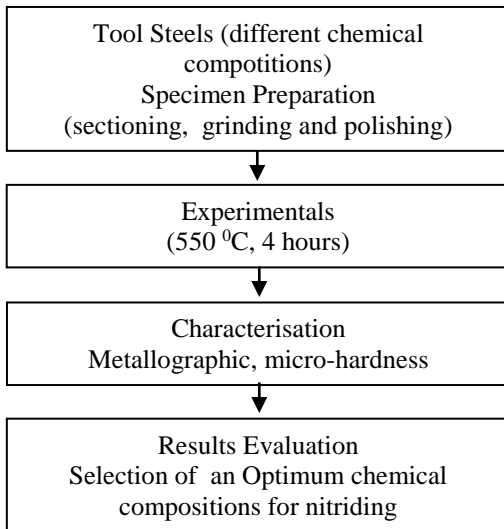 Tool Steels (different chemical
compotitions)
Specimen Preparation
(sectioning, grinding and polishing)
Experimentals
(550 ⁰C, 4 hours)
Characterisation
Metallographic, micro-hardness
Results Evaluation
Selection of an Optimum chemical
compositions for nitriding